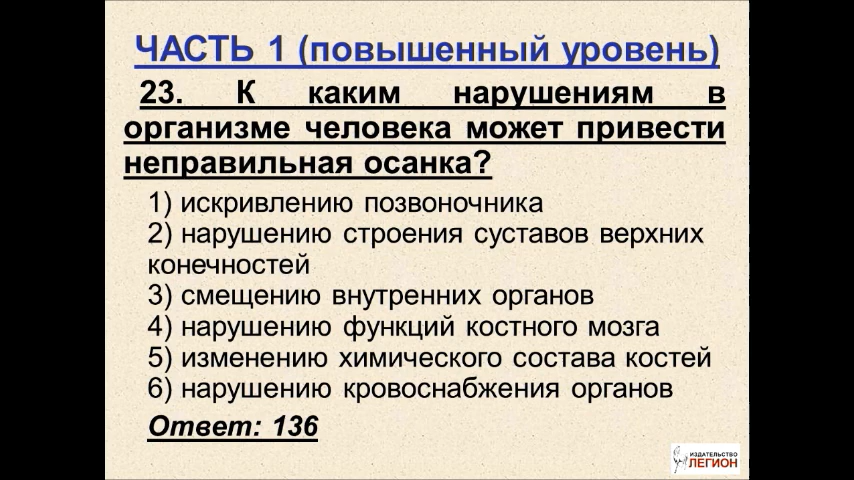 ЧАСТЬ 1 (повышенный уровень)
23. К каким нарушениям в
организме человека может привести
неправильная осанка?
1) искривлению позвоночника
2) нарушению строения суставов верхних
конечностей
3) смещению внутренних органов
4) нарушению функций костного мозга
5) изменению химического состава костей
6) нарушению кровоснабжения органов
Ответ: 136
ИЗДАТЕЛЬСТВО
ЛЕГИОН